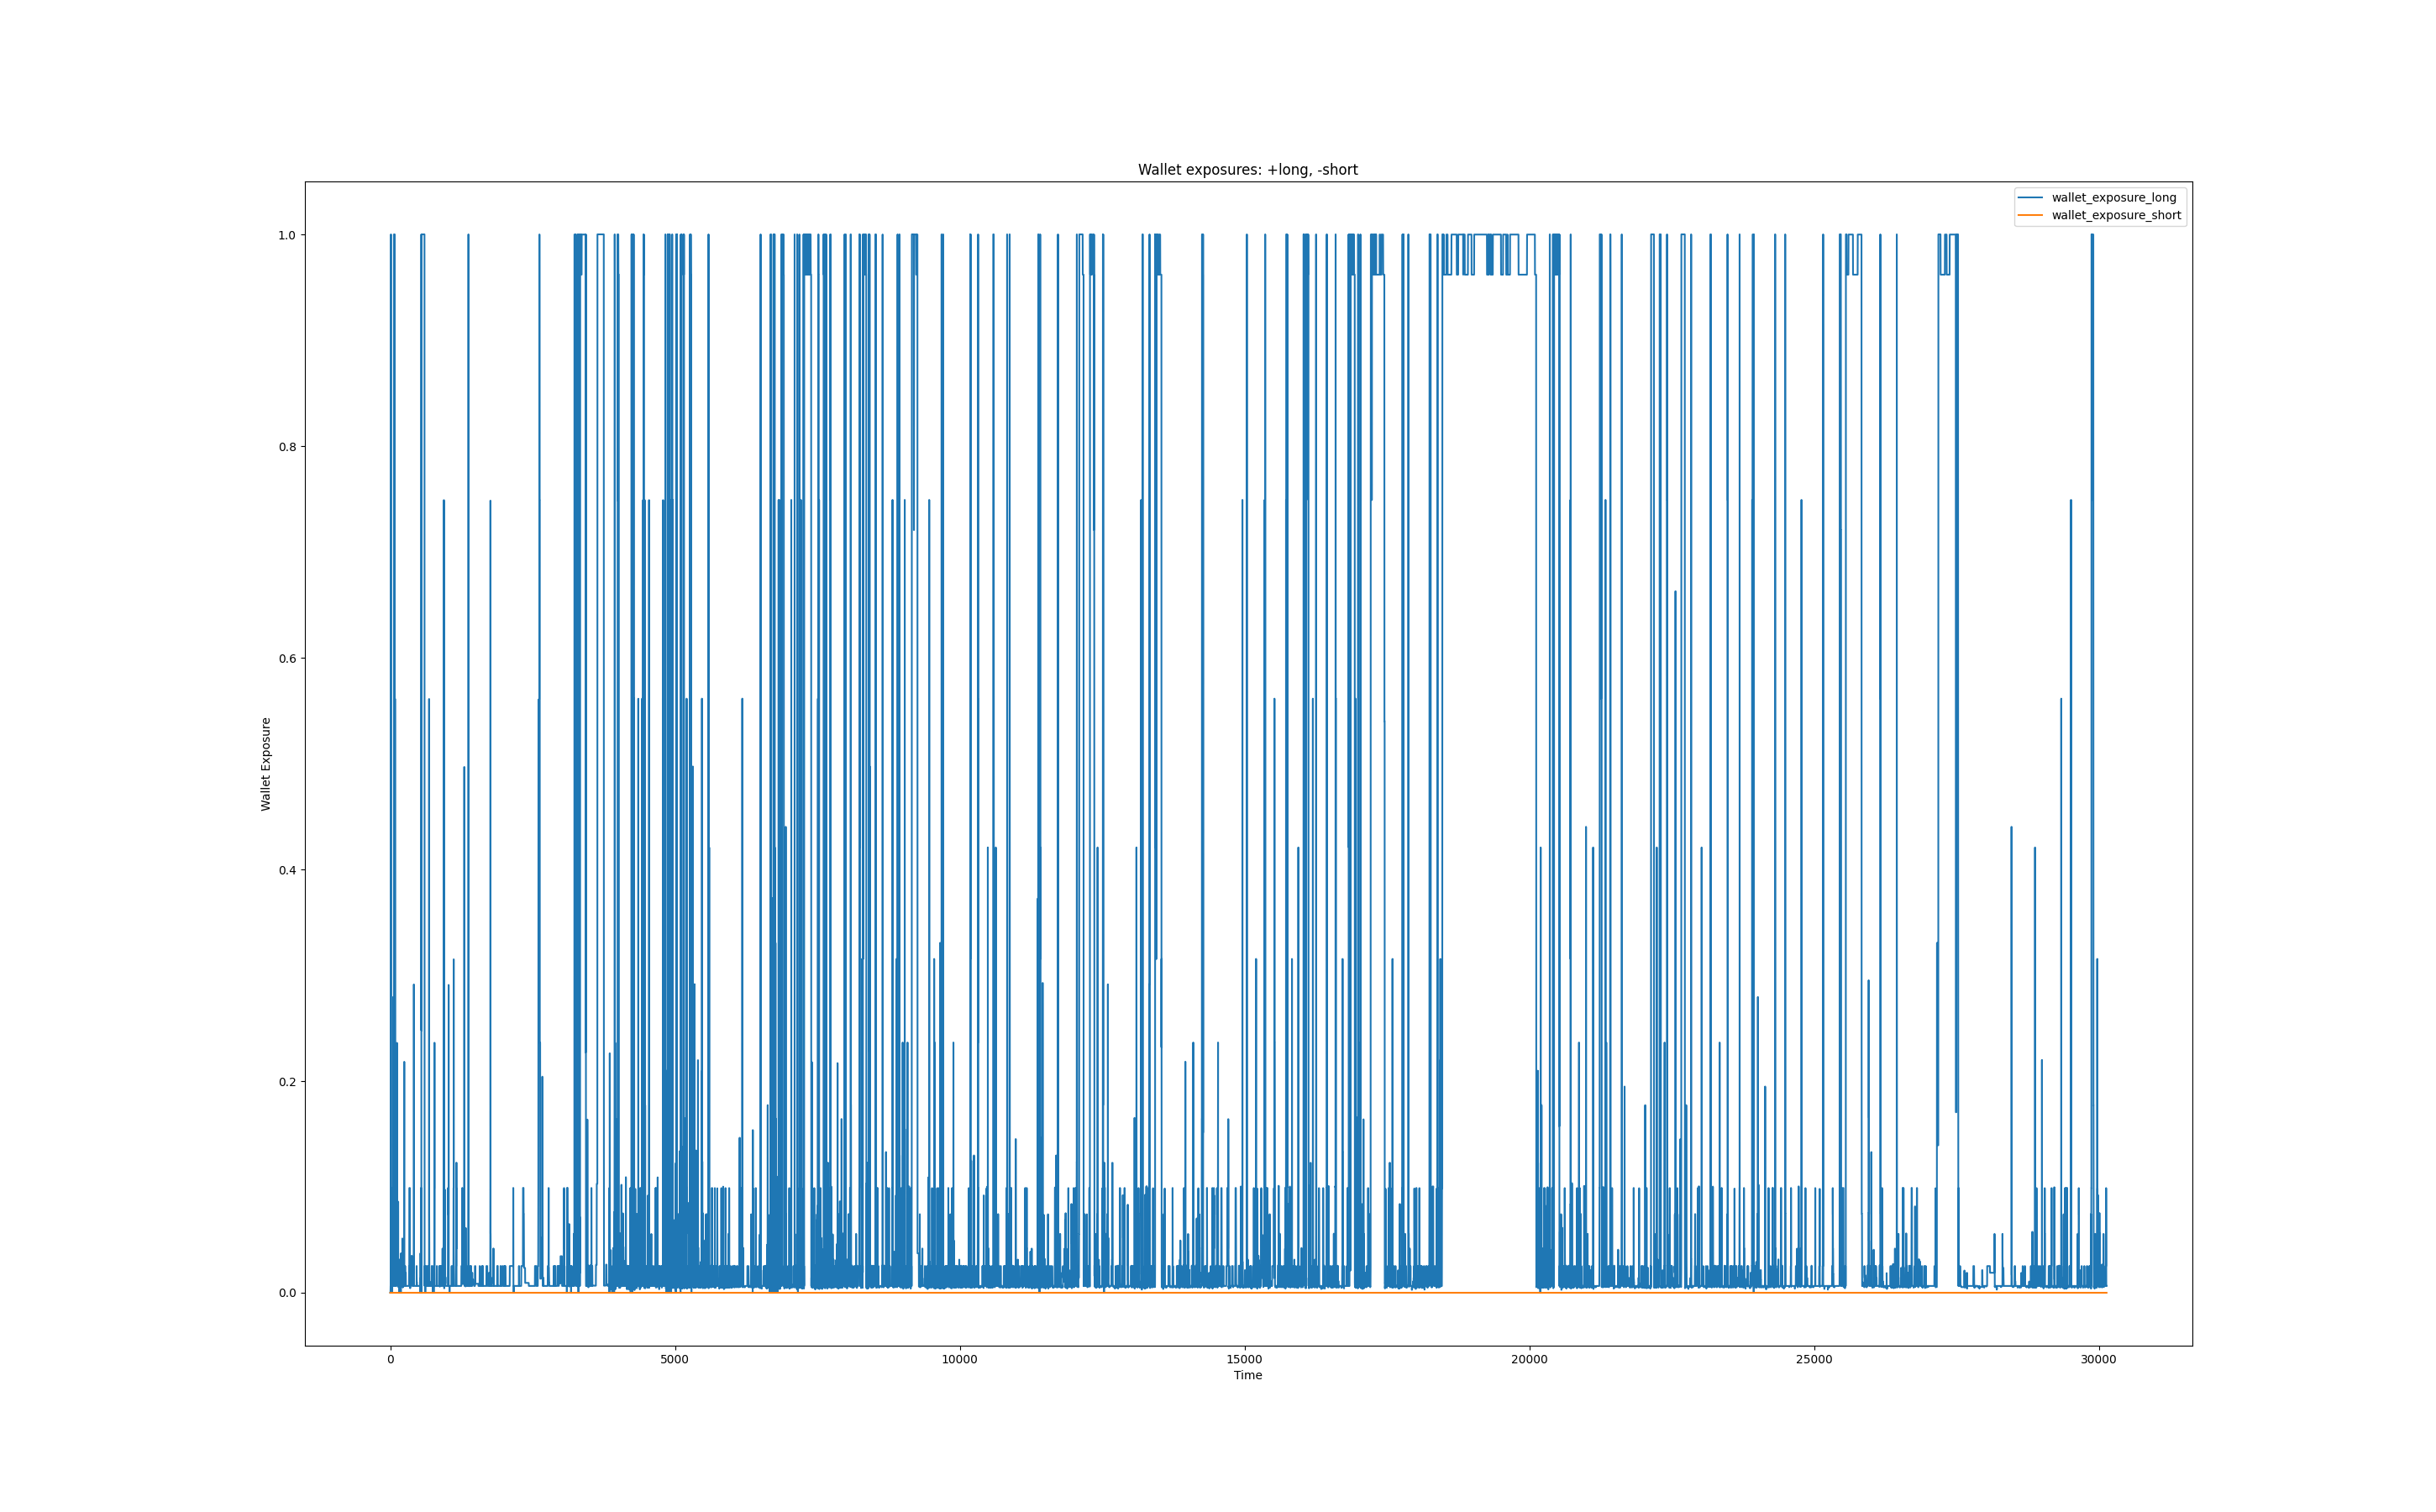 Wallet exposures: +long, -short
wallet_exposure_long
wallet_exposure_short
1.0
0.8
0.6
0.4
0.2
0.0
Wallet Exposure
0 5000 10000 15000 20000 25000 30000
Time